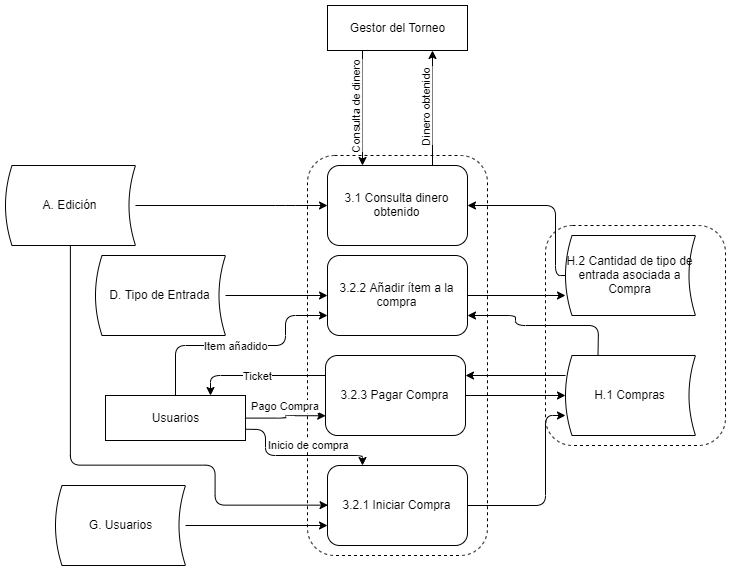 Gestor del Torneo
Consulta de dinero
Dinero obtenido
3.1 Consulta dinero
obtenido
A. Edición
H.2 Cantidad de tipo de
entrada asociada a
Compra
3.2.2 Añadir ítem a la
compra
D. Tipo de Entrada
Item añadido
Ticket
3.2.3 Pagar Compra
H.1 Compras
Usuarios
Pago Compra
Inicio de compra
3.2.1 Iniciar Compra
G. Usuarios